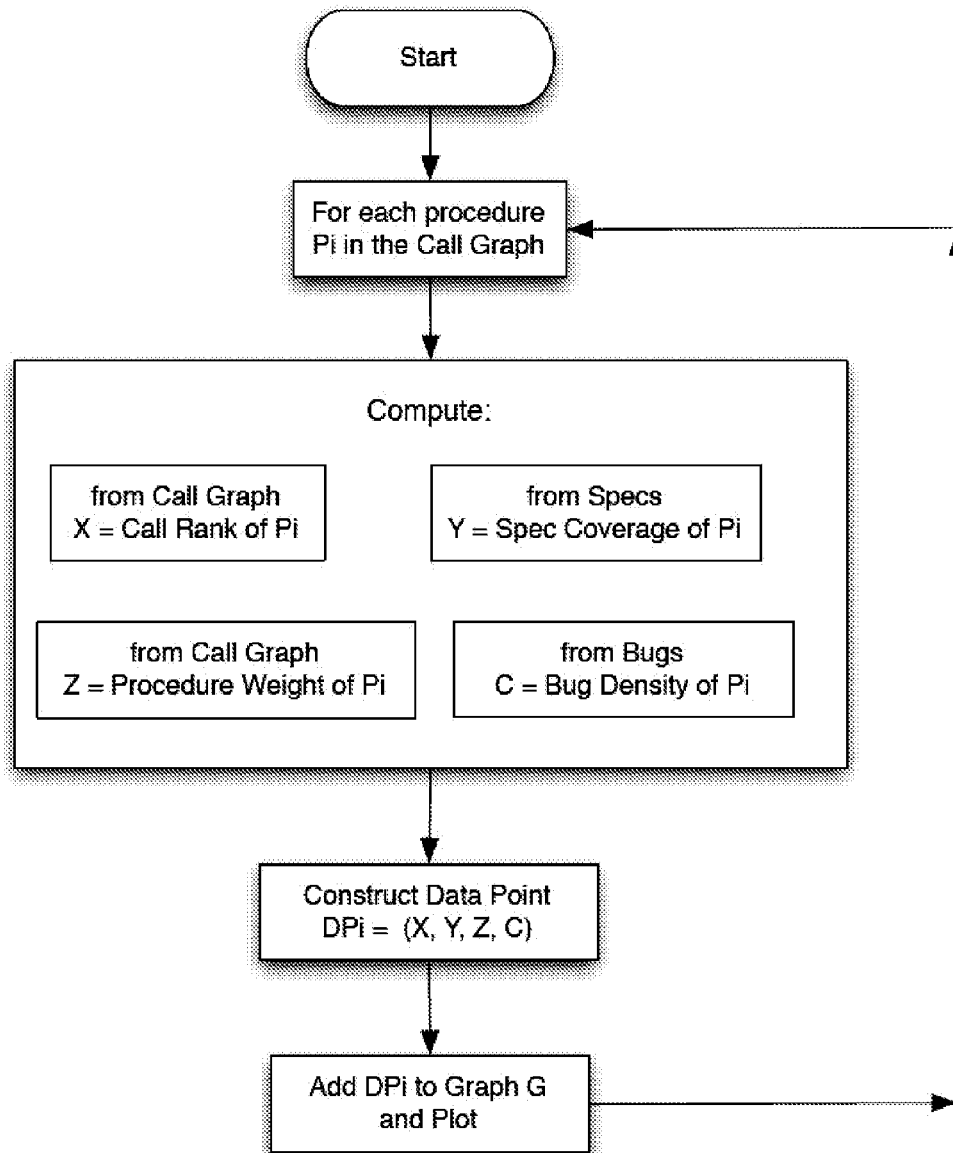 Start
For each procedure
Pi in the Call Graph
Compute:
from Call Graph
X = Call Rank of Pi
from Specs
Y = Spec Coverage of Pi
from Call Graph
Z = Procedure Weight of Pi
from Bugs
C = Bug Density of Pi
Construct Data Point
DPi = (X, Y, Z, C)
Add DPi to Graph G
and Plot